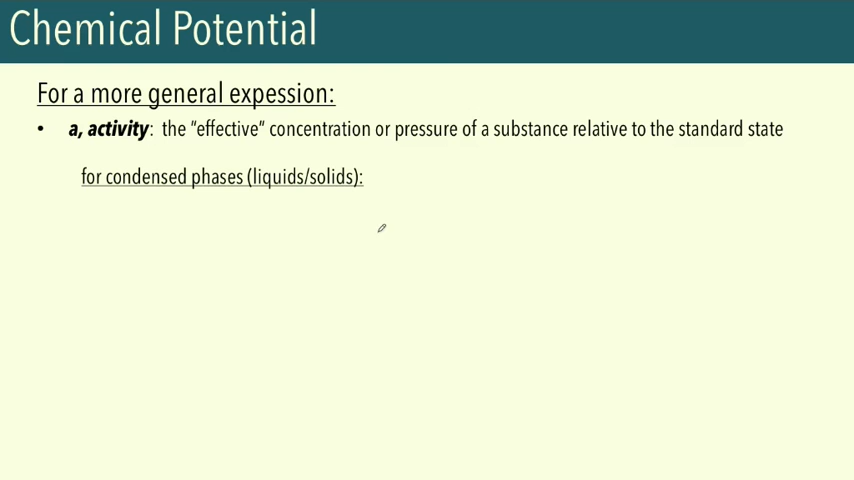 Chemical Potential
For a more general expession:
• a, activity: the "effective" concentration or pressure of a substance relative to the standard state
for condensed phases (liquids/solids):